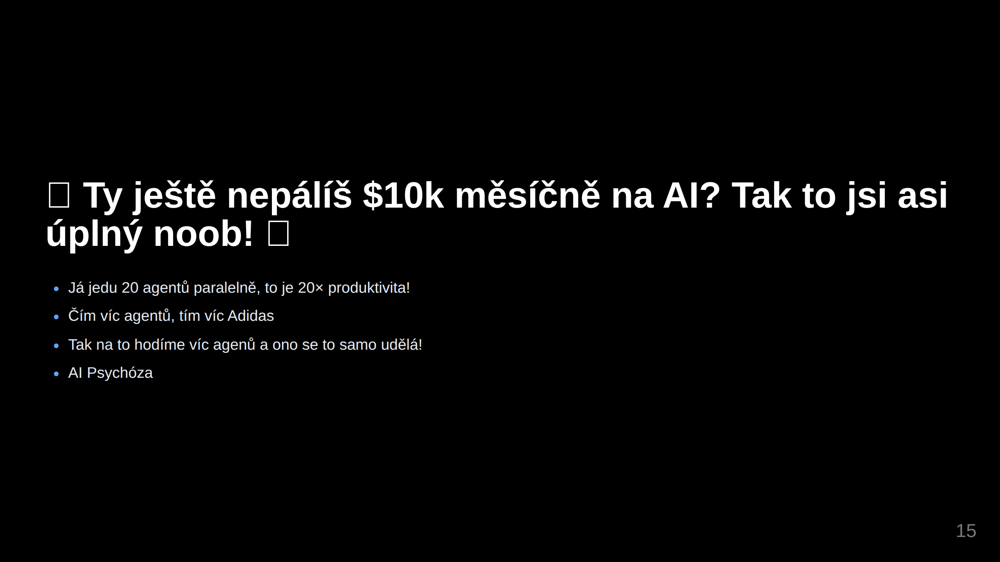 Ty ještě nepálíš $10k měsíčně na AI? Tak to jsi asi
úplný noob!
Já jedu 20 agentů paralelně, to je 20× produktivita!
Čím víc agentů, tím víc Adidas
Tak na to hodíme víc agenů a ono se to samo udělá!
AI Psychóza
15